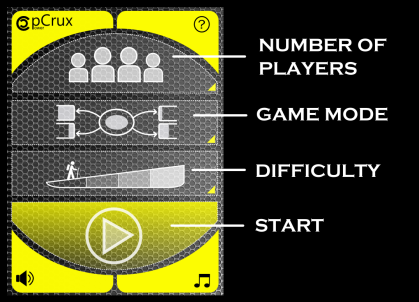 pCrux
?
NUMBER OF
PLAYERS
GAME MODE
DIFFICULTY
START